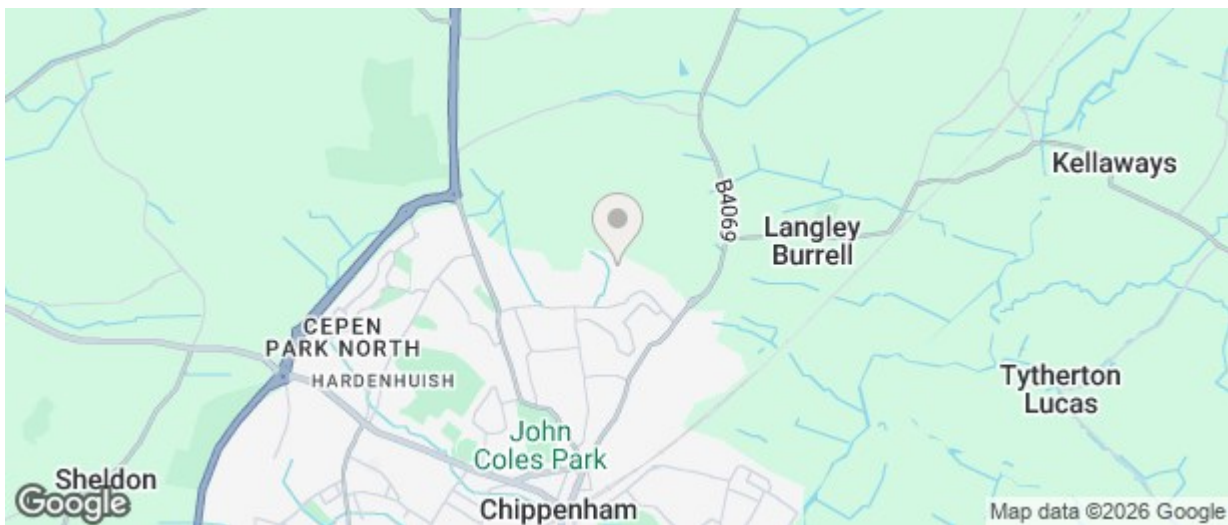 Kellaways
B4069
Langley
Burrell
CEPEN
PARK NORTH
HARDENHUISH
Tytherton
Lucas
John
Coles Park
Sheldon
Chippenham
Google
Map data ©2026 Google